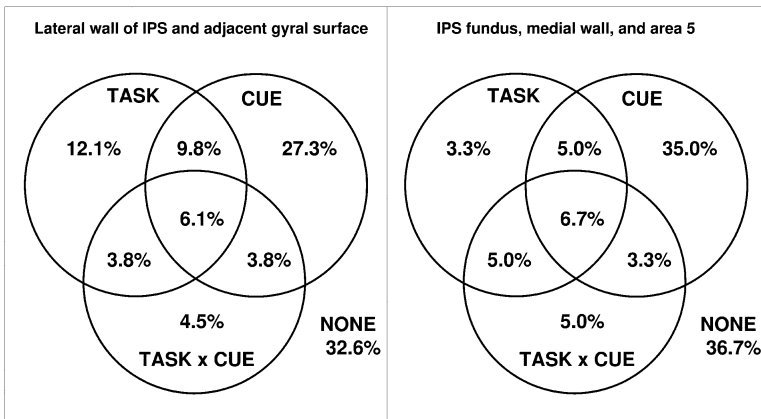 Lateral wall of IPS and adjacent gyral surface
TASK
CUE
12.1%
9.8%
27.3%
6.1%
3.8%
3.8%
4.5%
TASK x CUE
NONE
32.6%
IPS fundus, medial wall, and area 5
TASK
CUE
3.3%
5.0%
35.0%
6.7%
5.0%
3.3%
5.0%
TASK x CUE
NONE
36.7%